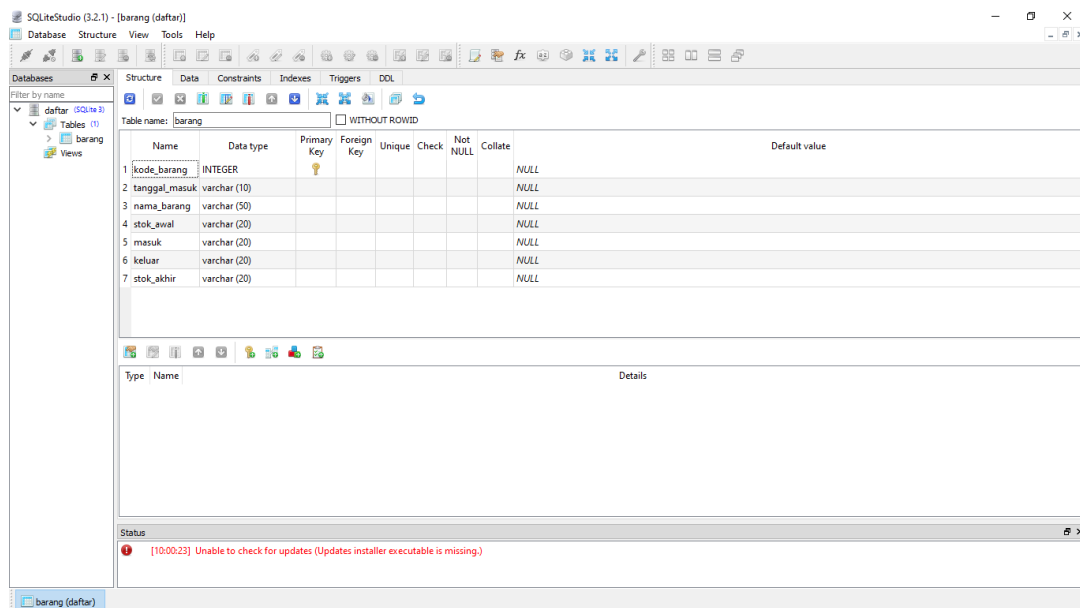 SQLiteStudio (3.2.1) - [barang (daftar)]
Database Structure View Tools Help
Databases
Filter by name
daftar (SQLite 3)
Tables (1)
barang
Views
Structure Data Constraints Indexes Triggers DDL
Table name: barang WITHOUT ROWID
Name Data type Primary Key Foreign Key Unique Check Not NULL Collate Default value
1 kode_barang INTEGER NULL
2 tanggal_masuk varchar (10) NULL
3 nama_barang varchar (50) NULL
4 stok_awal varchar (20) NULL
5 masuk varchar (20) NULL
6 keluar varchar (20) NULL
7 stok_akhir varchar (20) NULL
Type Name Details
Status
[10:00:23] Unable to check for updates (Updates installer executable is missing.)
barang (daftar)